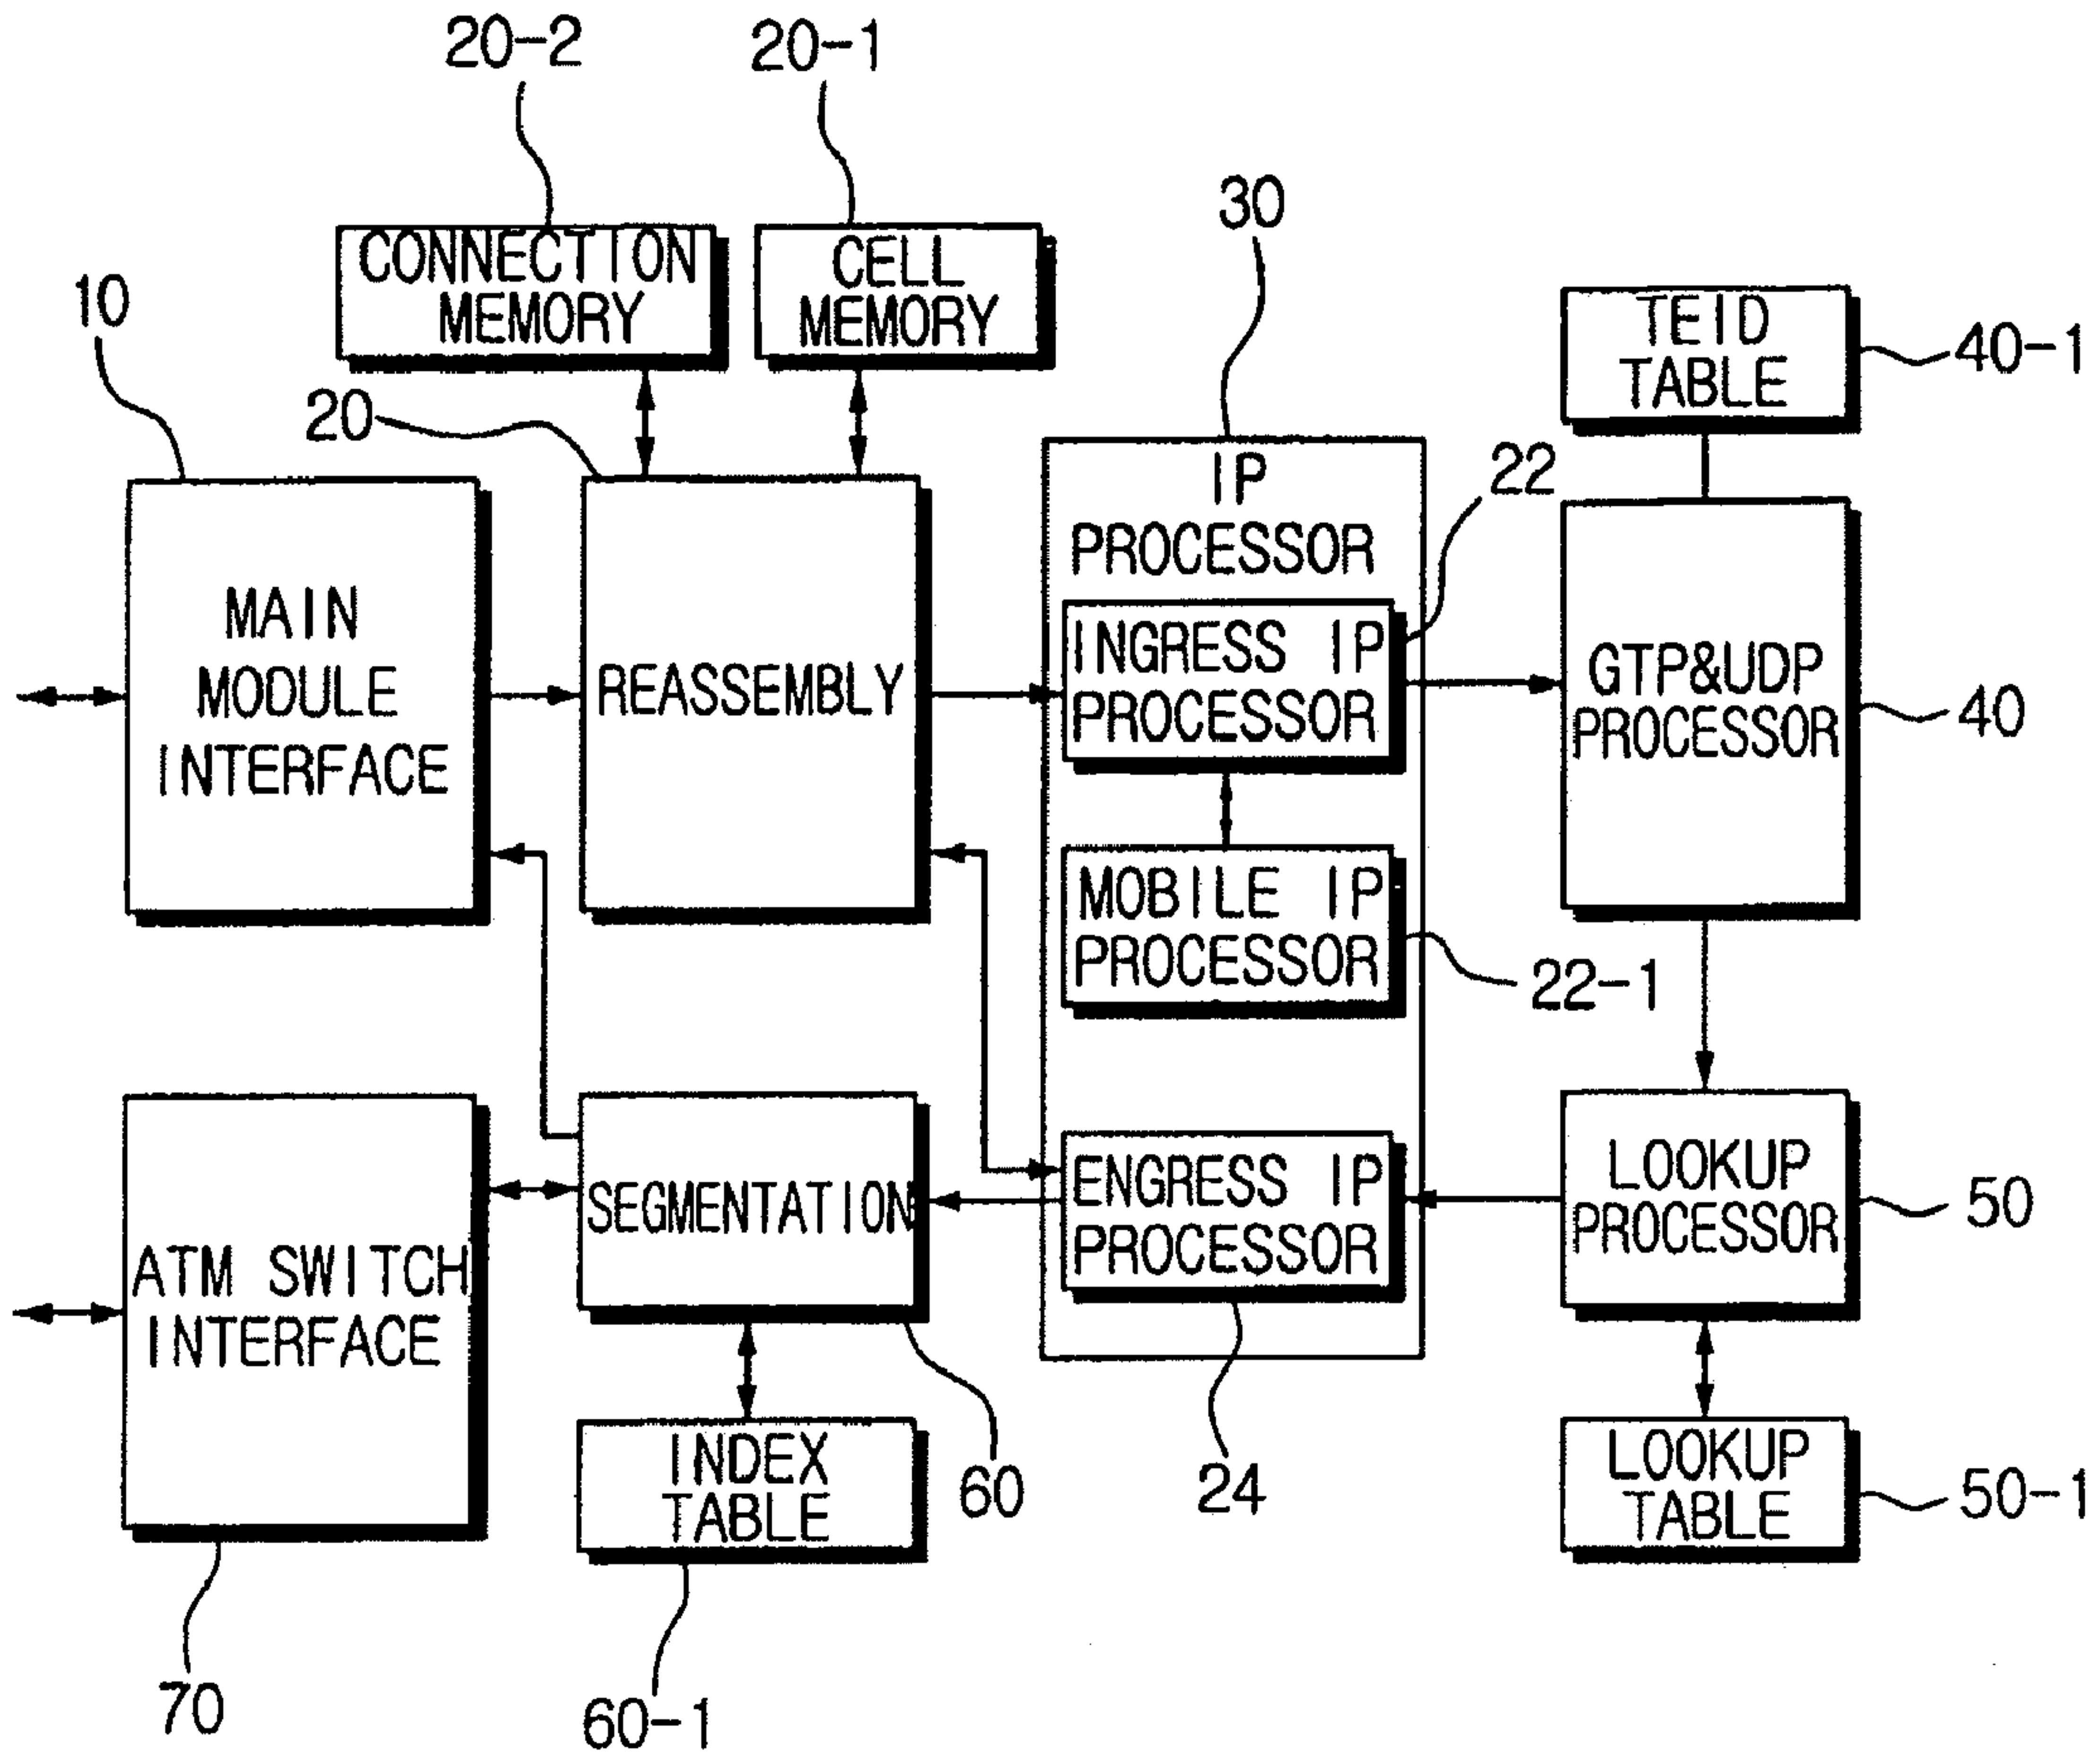 20-2
20-1
CONNECTION
MEMORY
CELL
MEMORY
30
10
TEID
TABLE
40-1
20
IP
PROCESSOR
22
MAIN
MODULE
INTERFACE
REASSEMBLY
INGRESS IP
PROCESSOR
GTP&UDP
PROCESSOR
40
MOBILE IP
PROCESSOR
22-1
ATM SWITCH
INTERFACE
SEGMENTATION
ENGRESS IP
PROCESSOR
LOOKUP
PROCESSOR
50
INDEX
TABLE
60
24
LOOKUP
TABLE
50-1
70
60-1